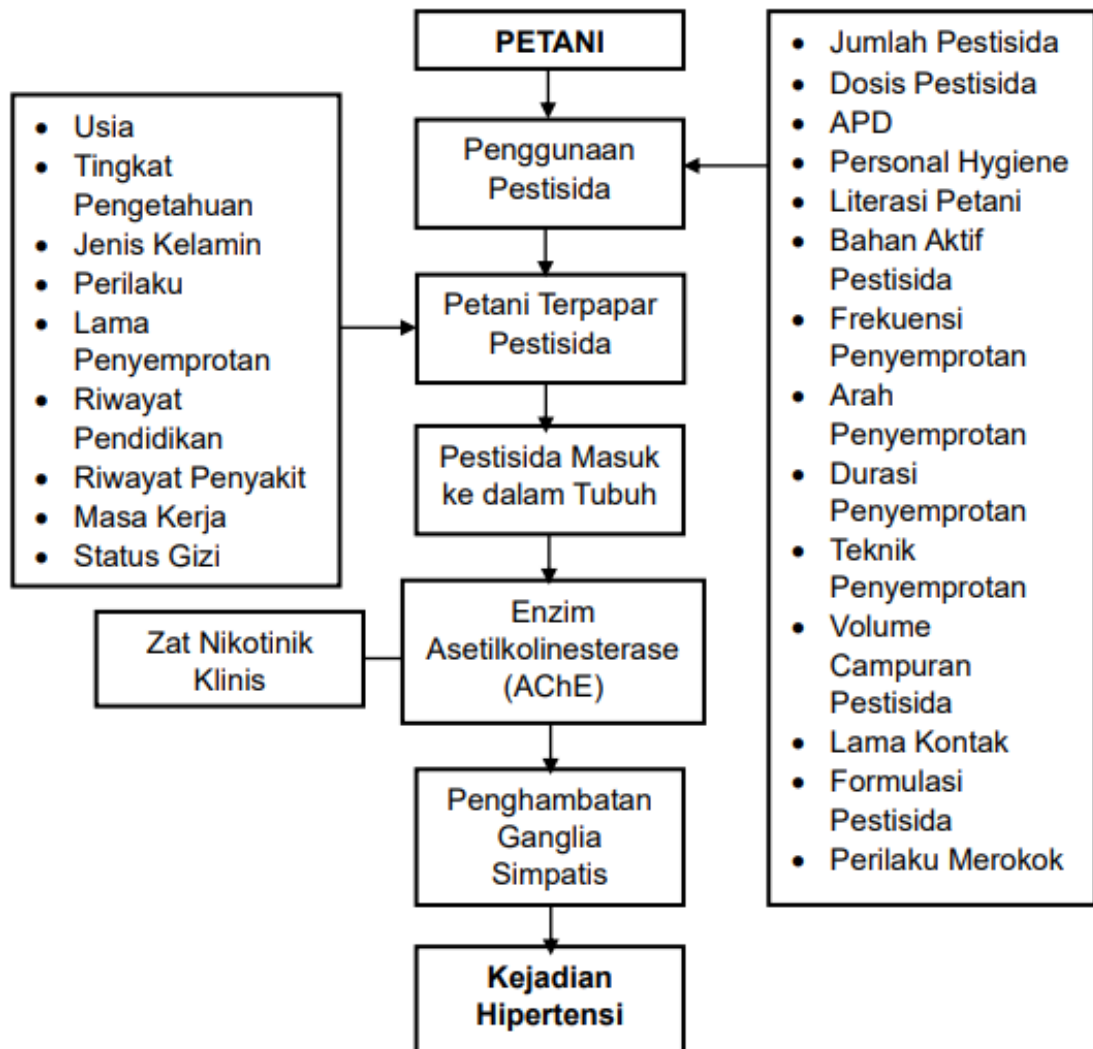 PETANI
Penggunaan
Pestisida
Petani Terpapar
Pestisida
Pestisida Masuk
ke dalam Tubuh
Enzim
Asetilkolinesterase
(AChE)
Penghambatan
Ganglia
Simpatis
Kejadian
Hipertensi
• Usia
• Tingkat
Pengetahuan
• Jenis Kelamin
• Perilaku
• Lama
Penyemprotan
• Riwayat
Pendidikan
• Riwayat Penyakit
• Masa Kerja
• Status Gizi
Zat Nikotinik
Klinis
• Jumlah Pestisida
• Dosis Pestisida
• APD
• Personal Hygiene
• Literasi Petani
• Bahan Aktif
Pestisida
• Frekuensi
Penyemprotan
• Arah
Penyemprotan
• Durasi
Penyemprotan
• Teknik
Penyemprotan
• Volume
Campuran
Pestisida
• Lama Kontak
• Formulasi
Pestisida
• Perilaku Merokok